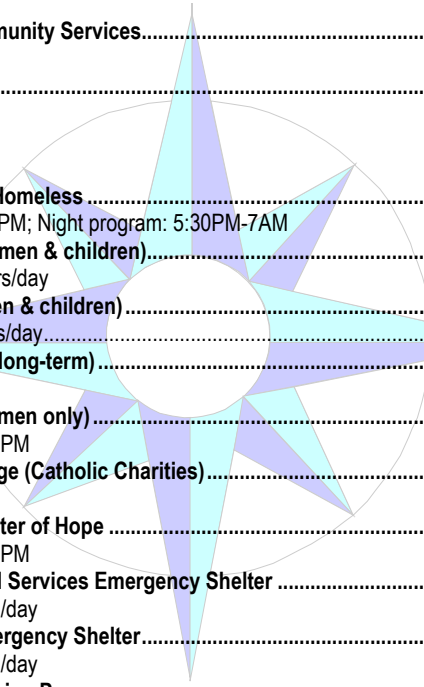 munity Services..........................................................................
..........................................................................................................
Homeless ....................................................................................
PM; Night program: 5:30PM-7AM
men & children)......................................................................
rs/day
en & children) ............................................................................
s/day..............................................................................................
long-term) ..................................................................................
men only) ....................................................................................
PM
ge (Catholic Charities)......................................................
ter of Hope ................................................................................
PM
l Services Emergency Shelter ......................................
/day
ergency Shelter.......................................................................
/day